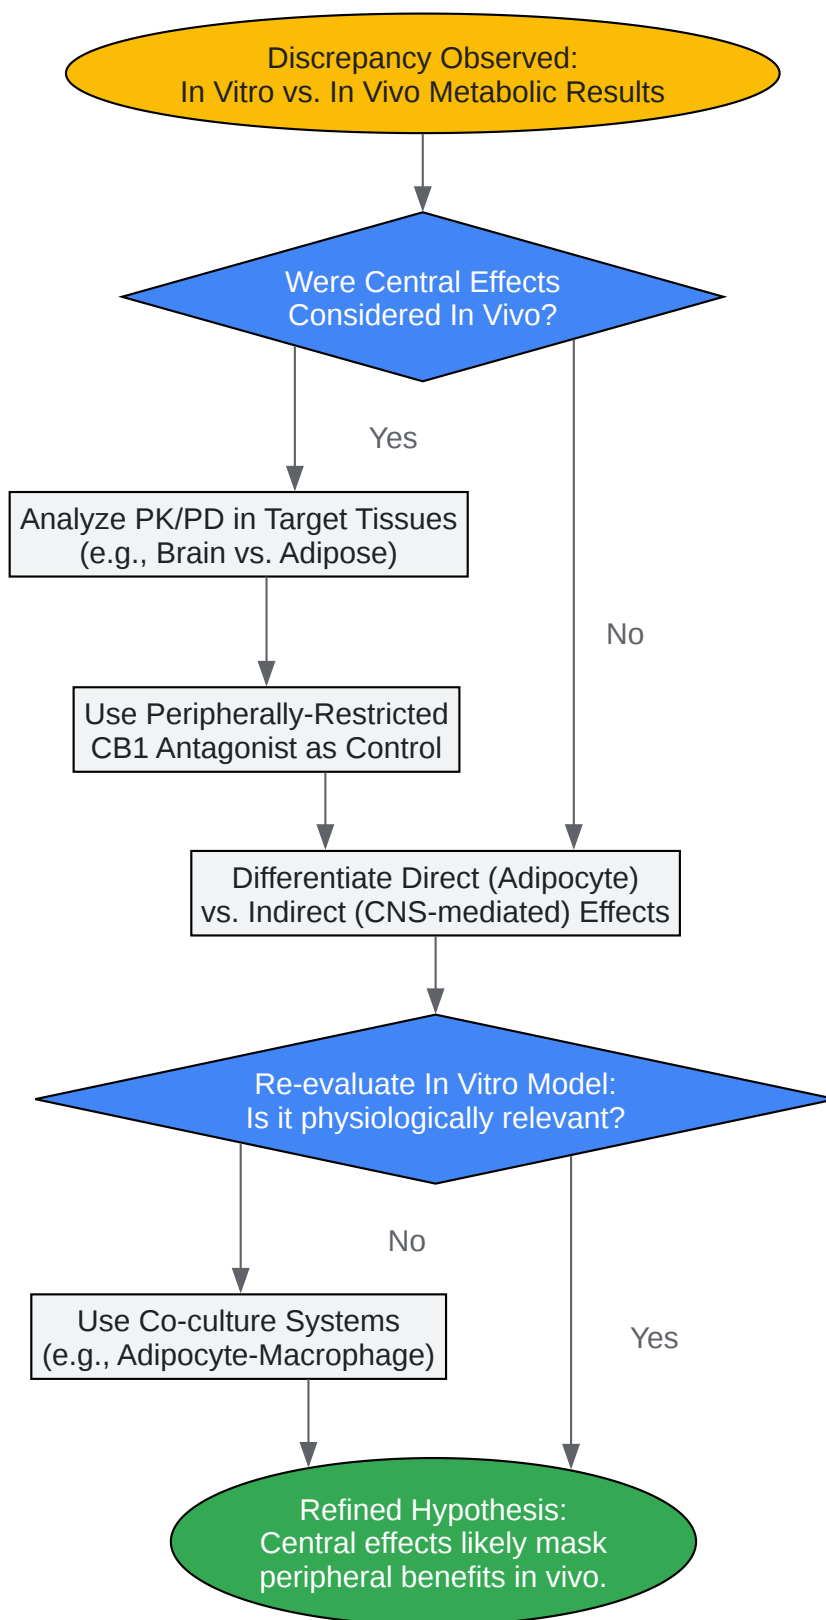 Discrepancy Observed:
In Vitro vs. In Vivo Metabolic Results
Were Central Effects
Considered In Vivo?
Yes
Analyze PK/PD in Target Tissues
(e.g., Brain vs. Adipose)
No
Use Peripherally-Restricted
CB1 Antagonist as Control
Differentiate Direct (Adipocyte)
vs. Indirect (CNS-mediated) Effects
Re-evaluate In Vitro Model:
Is it physiologically relevant?
No
Use Co-culture Systems
(e.g., Adipocyte-Macrophage)
Yes
Refined Hypothesis:
Central effects likely mask
peripheral benefits in vivo.